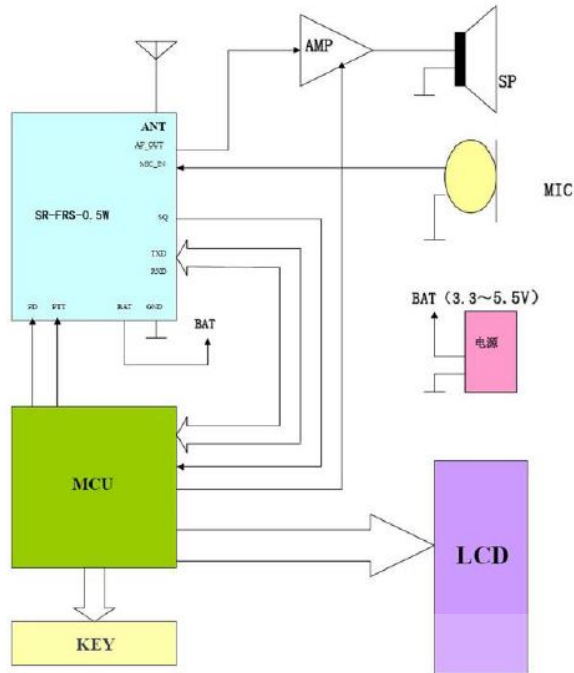 AMP
SP
ANT
AF_OUT
MIC_IN
MIC
SR-FRS-0.5W
SQ
TXD
RXD
PD
PTT
BAT
GND
BAT
BAT (3.3～5.5V)
电源
MCU
LCD
KEY